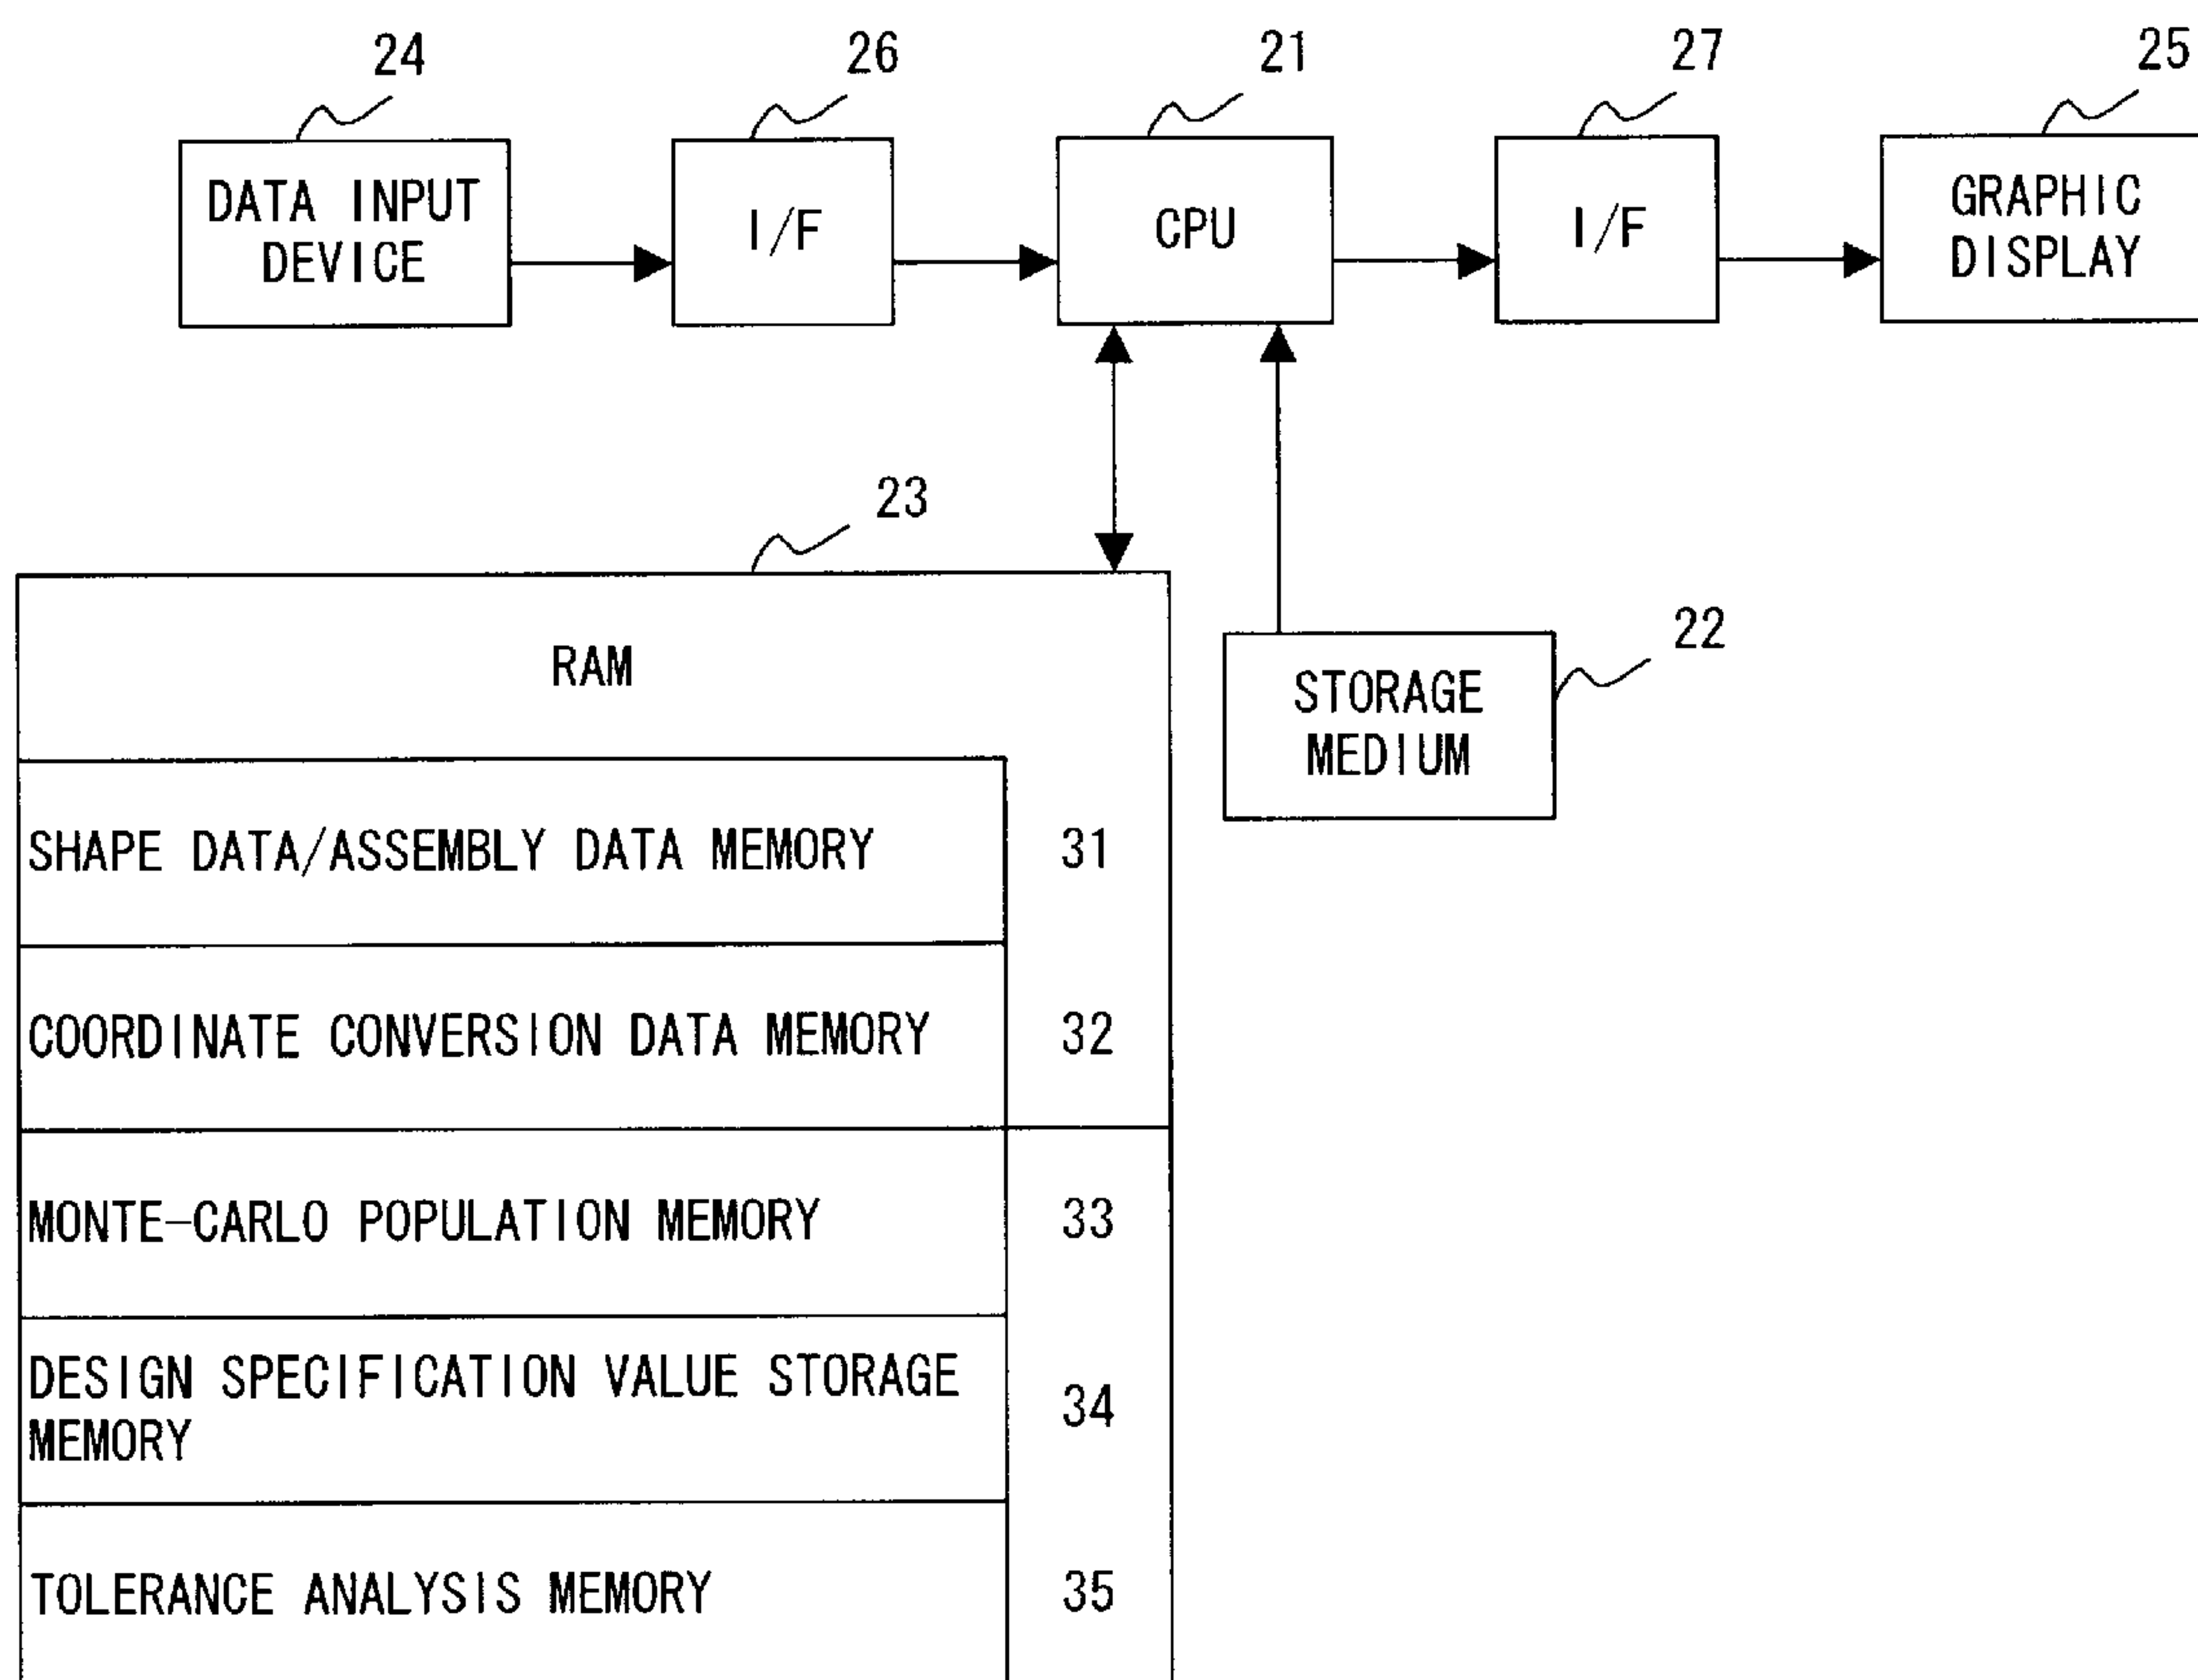 24
26
21
27
25
DATA INPUT
DEVICE
I/F
CPU
I/F
GRAPHIC
DISPLAY
23
RAM
22
STORAGE
MEDIUM
SHAPE DATA/ASSEMBLY DATA MEMORY 31
COORDINATE CONVERSION DATA MEMORY 32
MONTE-CARLO POPULATION MEMORY 33
DESIGN SPECIFICATION VALUE STORAGE
MEMORY
34
TOLERANCE ANALYSIS MEMORY 35